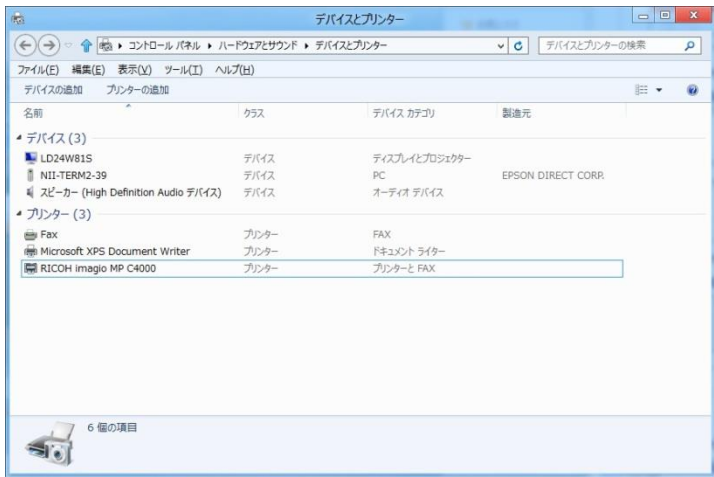 デバイスとプリンター
コントロール パネル ハードウェアとサウンド デバイスとプリンター デバイスとプリンターの検索
ファイル(F) 編集(E) 表示(V) ツール(T) ヘルプ(H)
デバイスの追加 プリンターの追加
名前 クラス デバイス カテゴリ 製造元
デバイス (3)
LD24W81S デバイス ディスプレイとプロジェクター
NII-TERM2-39 デバイス PC EPSON DIRECT CORP.
スピーカー (High Definition Audio デバイス) デバイス オーディオ デバイス
プリンター (3)
Fax プリンター FAX
Microsoft XPS Document Writer プリンター ドキュメント ライター
RICOH imagio MP C4000 プリンター プリンターと FAX
6 個の項目